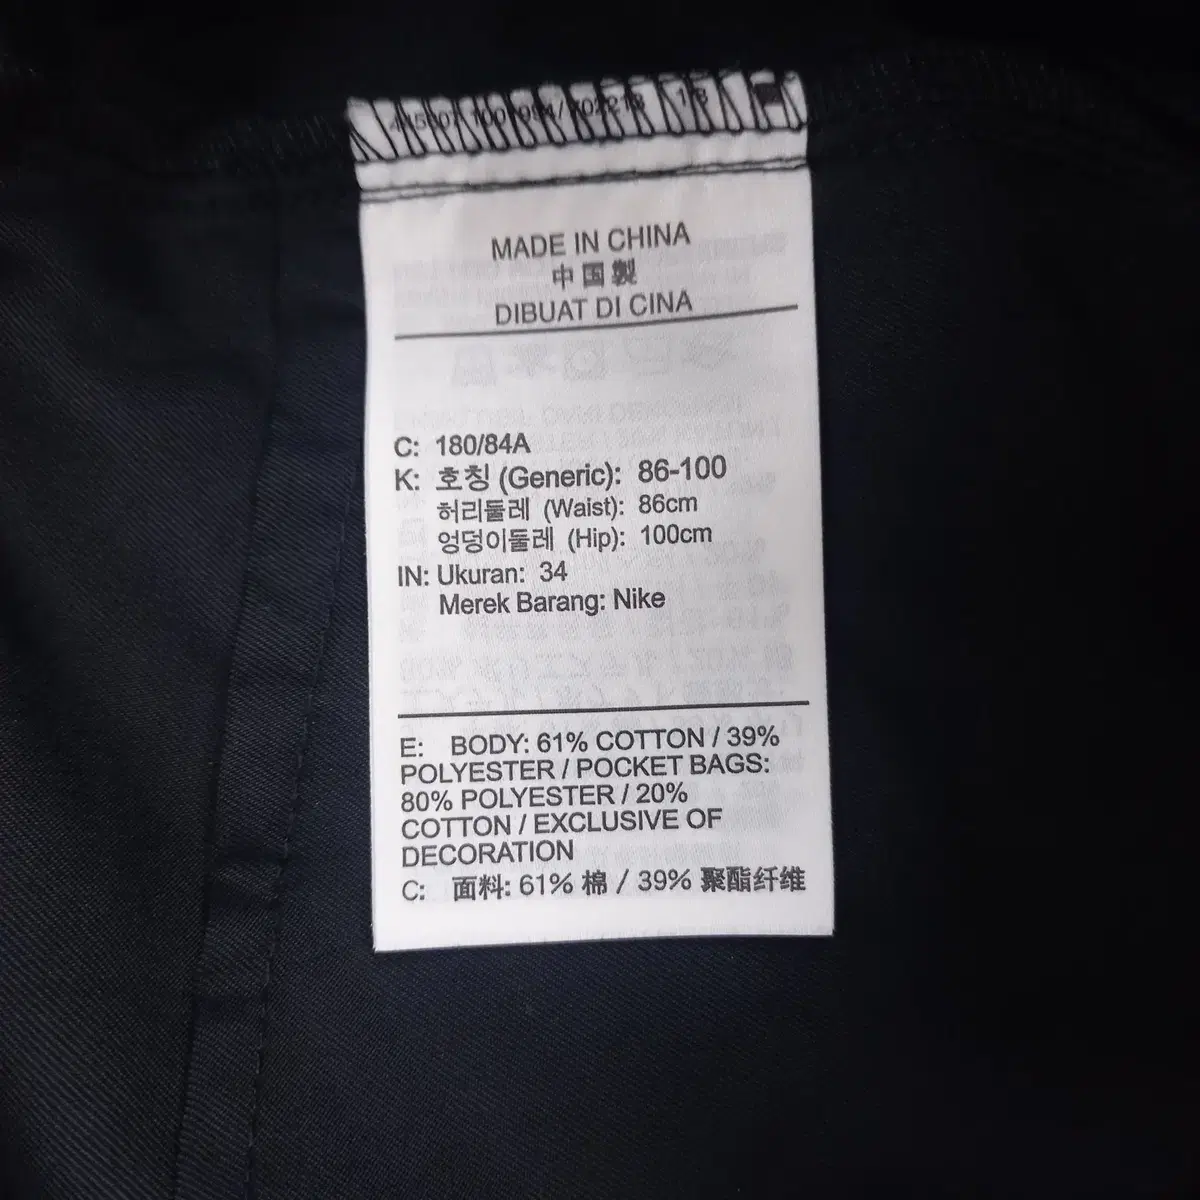 MADE IN CHINA
中国製
DIBUAT DI CINA
C: 180/84A
K: 호칭 (Generic): 86-100
허리둘레 (Waist): 86cm
엉덩이둘레 (Hip): 100cm
IN: Ukuran: 34
Merek Barang: Nike
E: BODY: 61% COTTON / 39%
POLYESTER / POCKET BAGS:
80% POLYESTER / 20%
COTTON / EXCLUSIVE OF
DECORATION
C: 面料: 61% 棉 / 39% 聚酯纤维